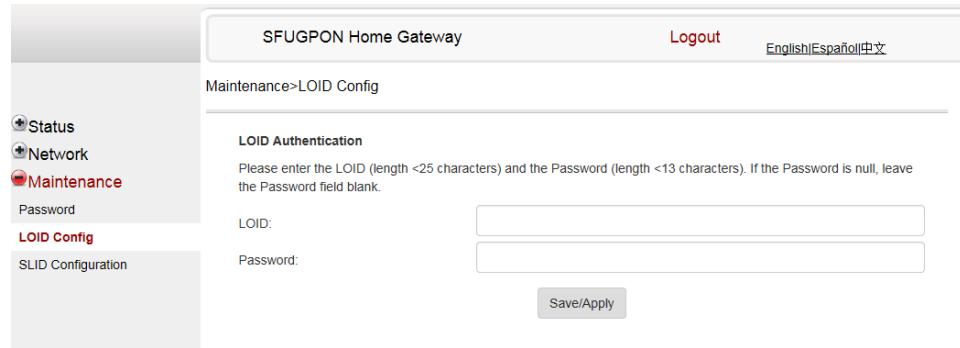 SFUGPON Home Gateway
Logout
English|Español|中文
Maintenance>LOID Config
Status
Network
Maintenance
Password
LOID Config
SLID Configuration
LOID Authentication
Please enter the LOID (length <25 characters) and the Password (length <13 characters). If the Password is null, leave
the Password field blank.
LOID:
Password:
Save/Apply